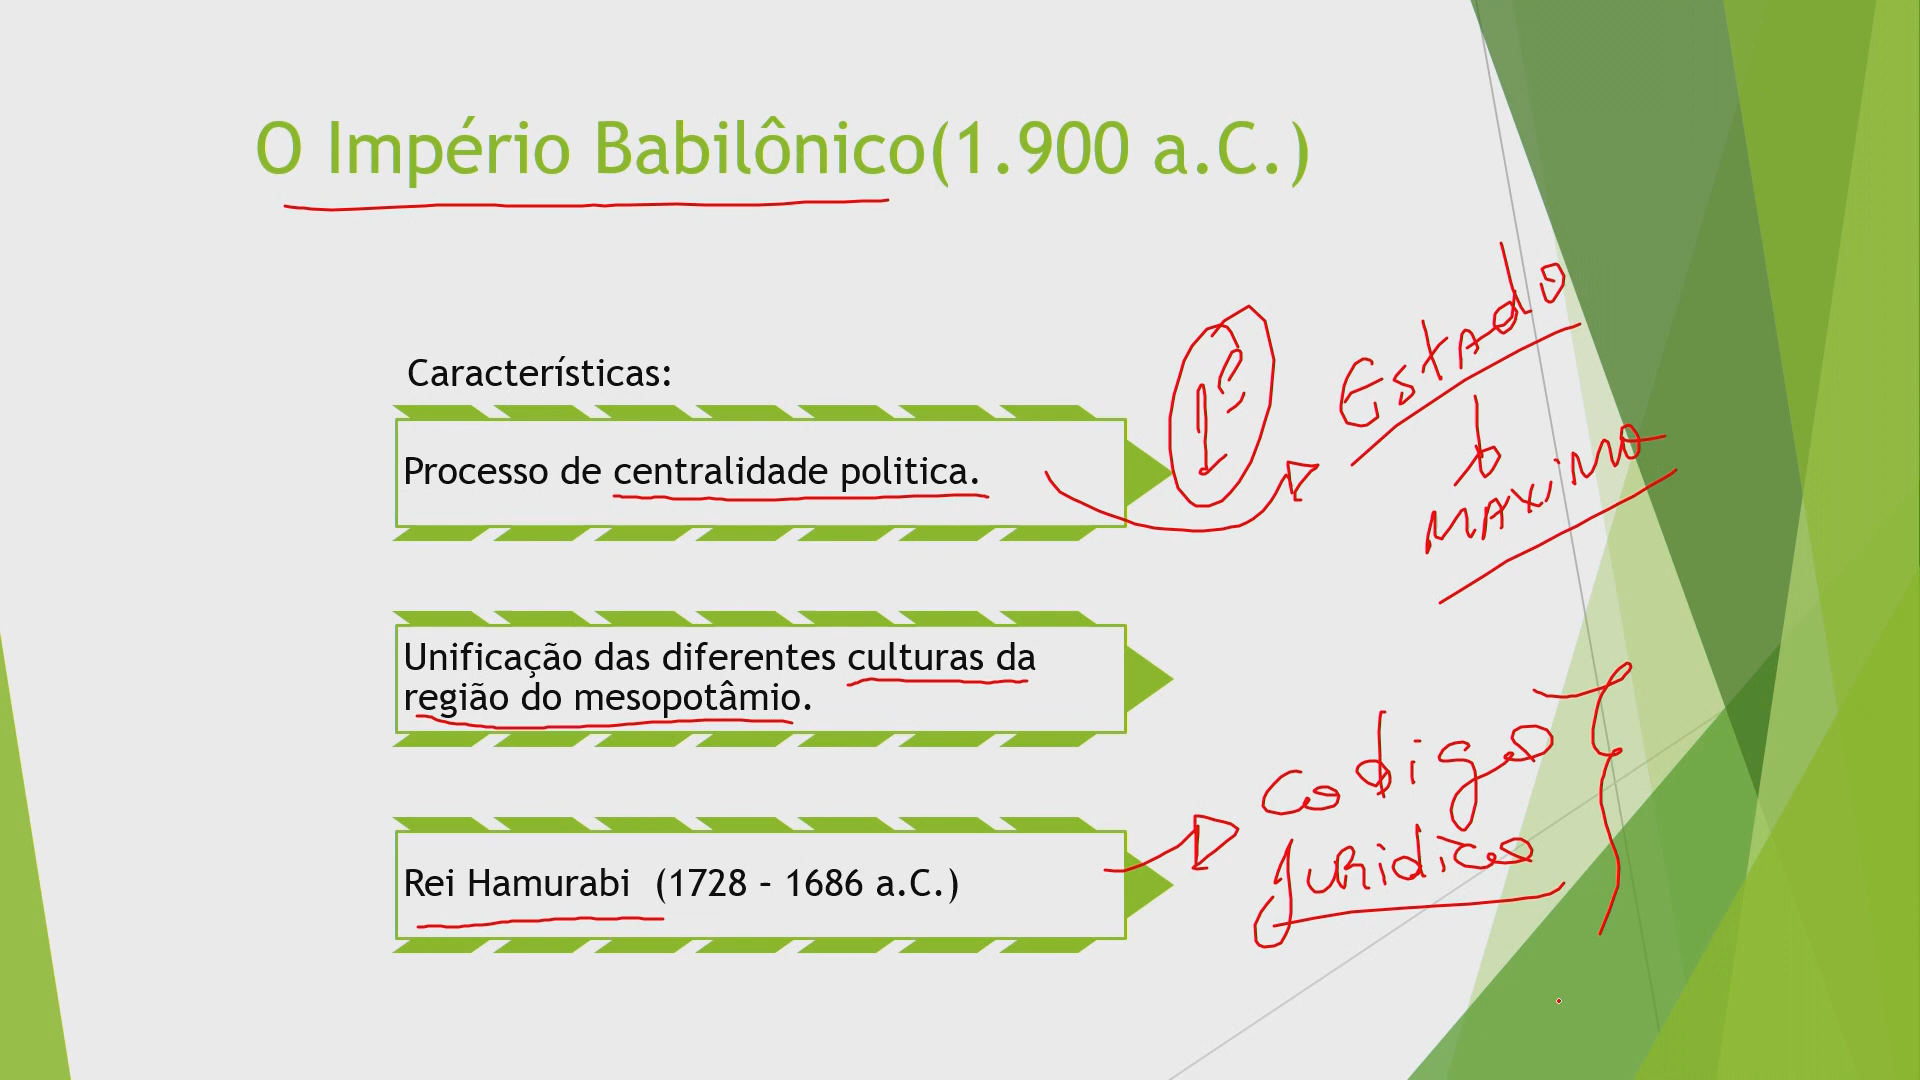 O Império Babilônico(1.900 a.C.)
Características:
Processo de centralidade politica.
1º
Estado
MAXiMO
Unificação das diferentes culturas da
região do mesopotâmio.
Rei Hamurabi  (1728 – 1686 a.C.)
Codigo
JuRidico